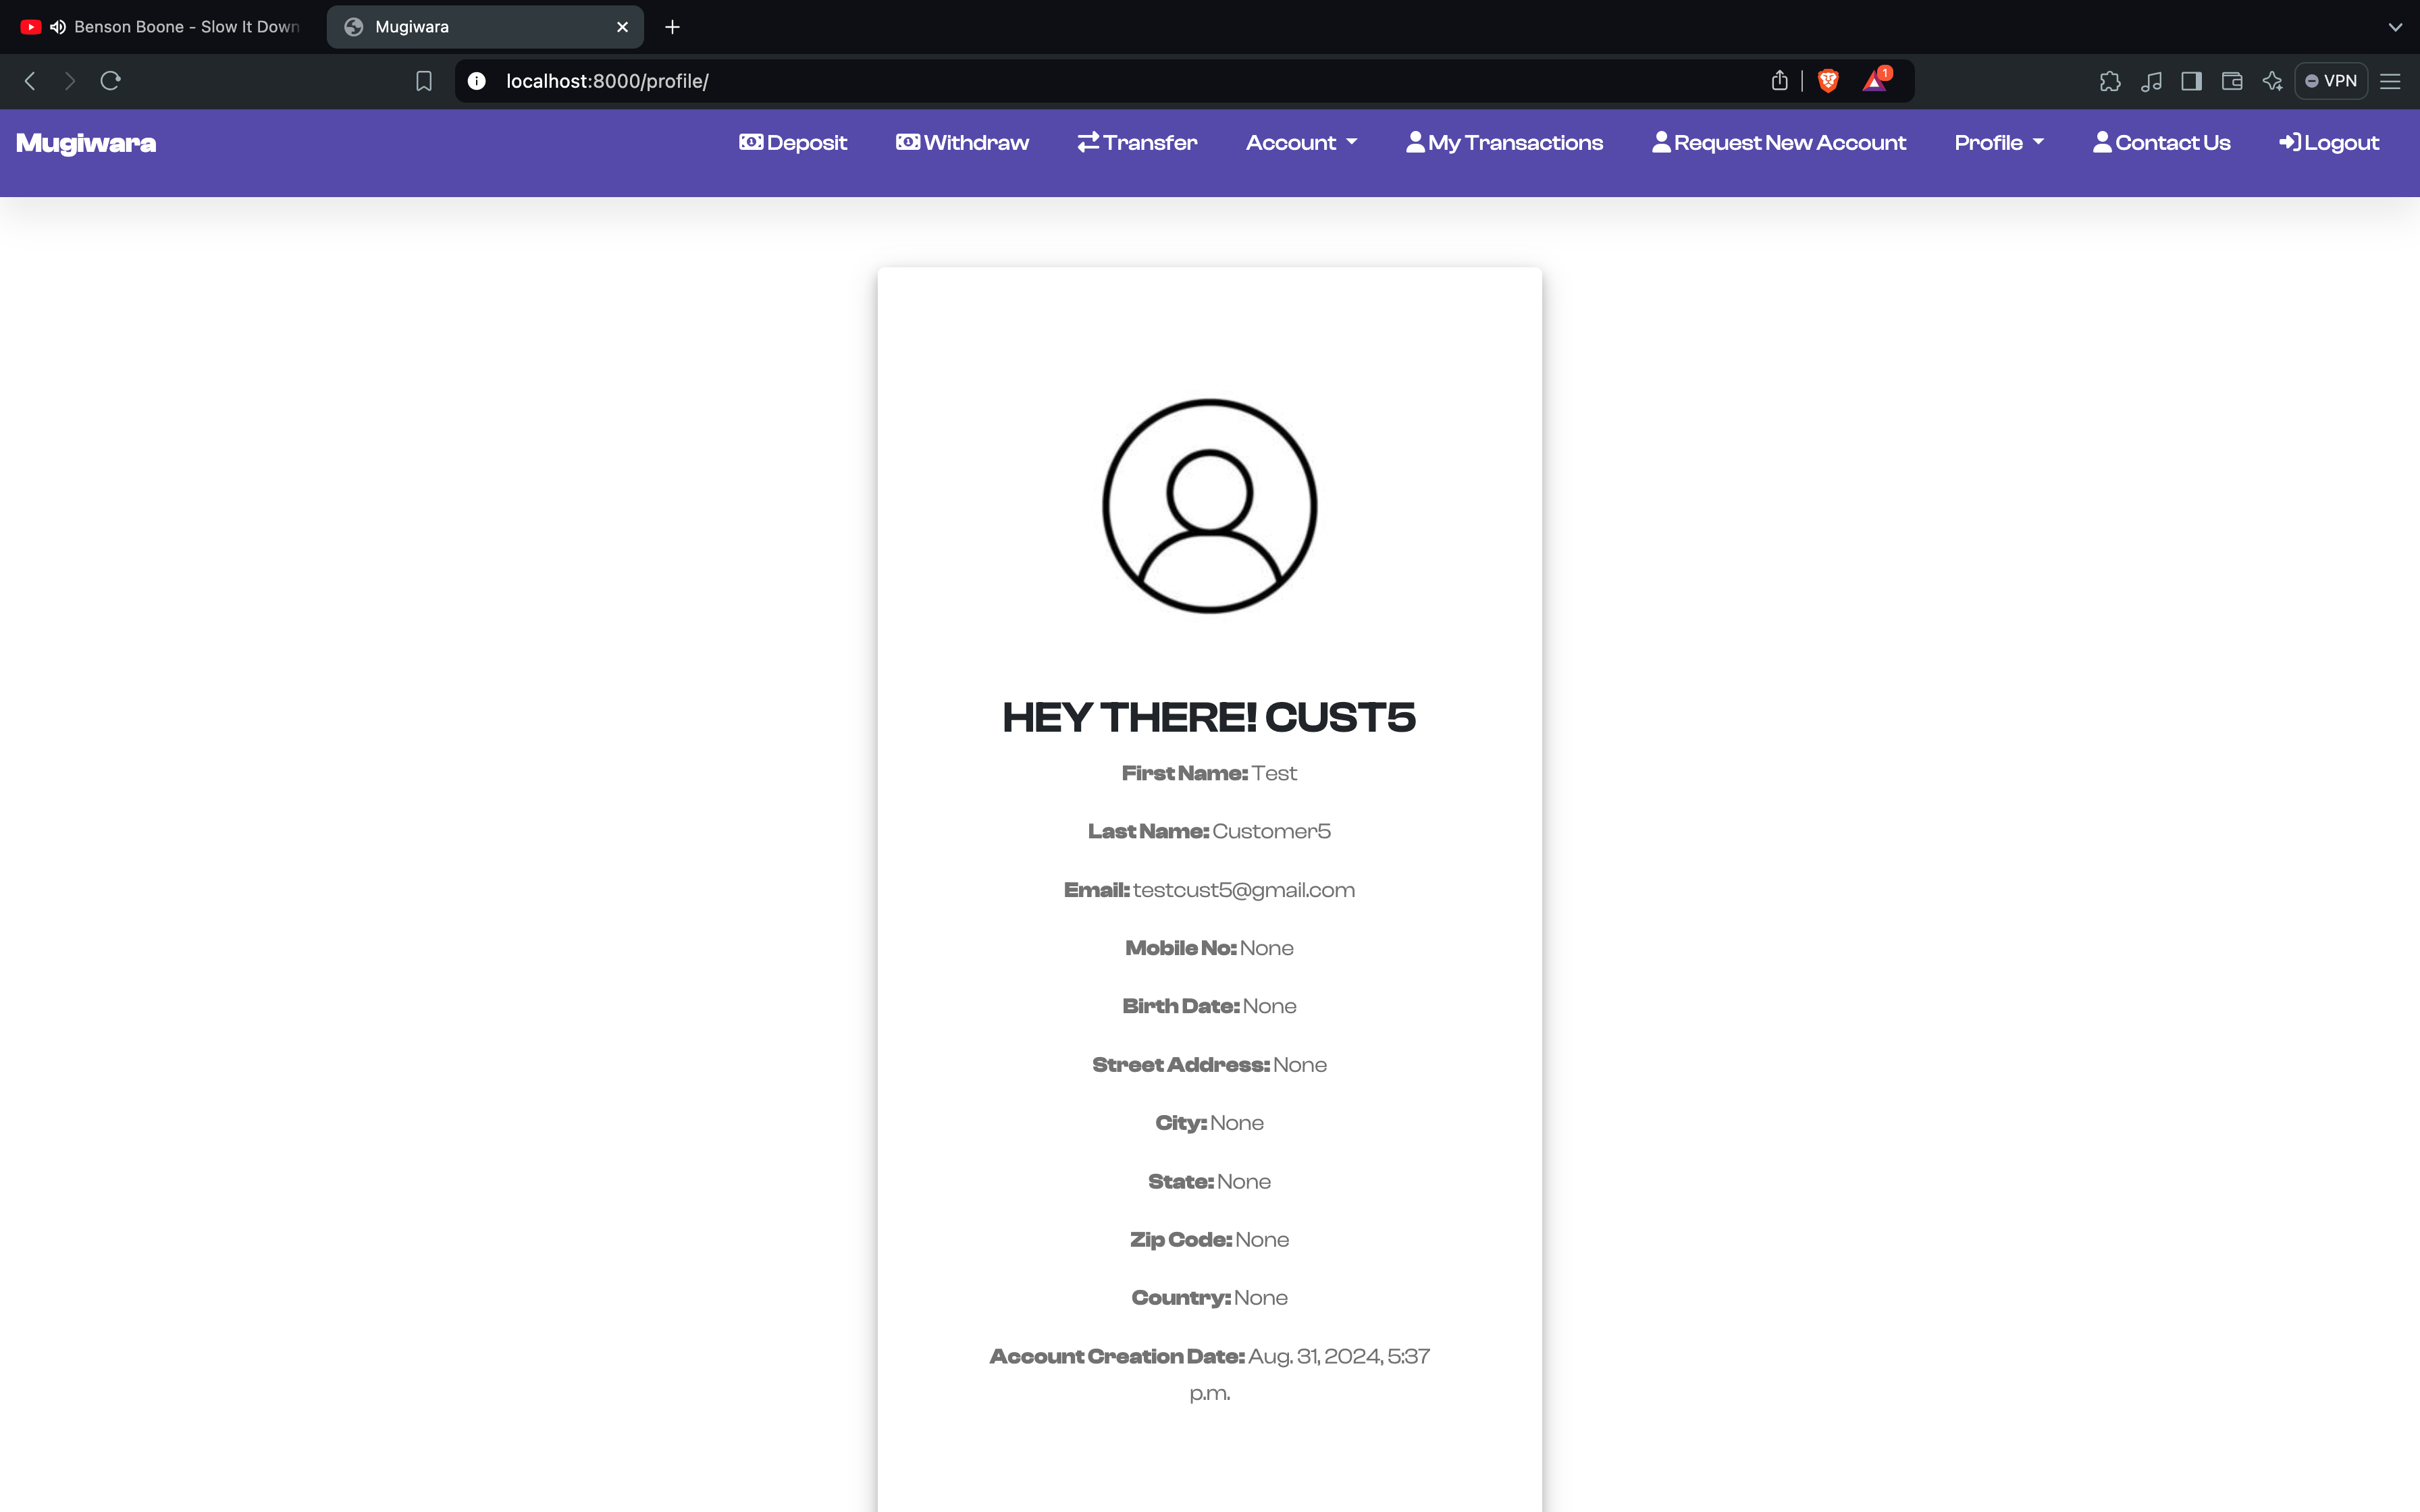 Benson Boone - Slow It Down
Mugiwara
localhost:8000/profile/
1
VPN
Mugiwara
Deposit
Withdraw
Transfer
Account
My Transactions
Request New Account
Profile
Contact Us
Logout
HEY THERE! CUST5
First Name: Test
Last Name: Customer5
Email: testcust5@gmail.com
Mobile No: None
Birth Date: None
Street Address: None
City: None
State: None
Zip Code: None
Country: None
Account Creation Date: Aug. 31, 2024, 5:37
p.m.